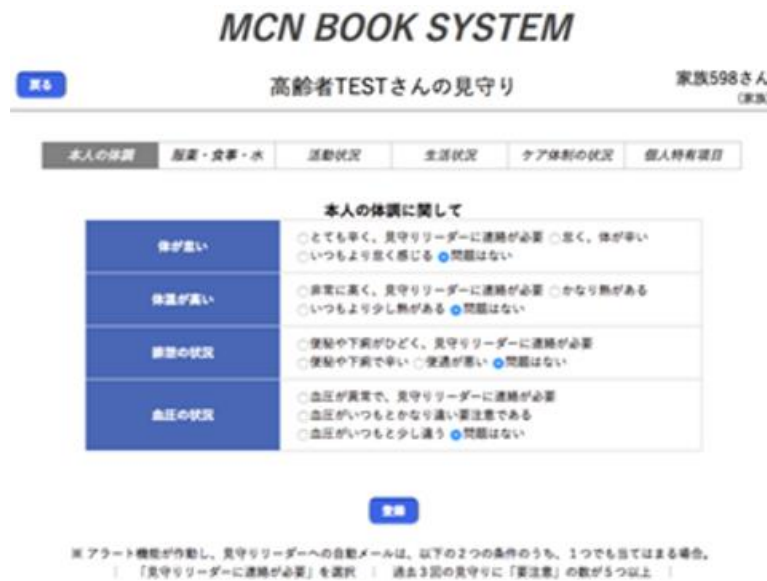 MCN BOOK SYSTEM
戻る
高齢者TESTさんの見守り
家族598さん
(家族
本人の体調
服薬・食事・水
活動状況
生活状況
ケア体制の状況
個人特有項目
本人の体調に関して
体が怠い
とても辛く、見守りリーダーに連絡が必要 怠く、体が辛い
いつもより怠く感じる 問題はない
体温が高い
非常に高く、見守りリーダーに連絡が必要 かなり熱がある
いつもより少し熱がある 問題はない
排泄の状況
便秘や下痢がひどく、見守りリーダーに連絡が必要
便秘や下痢で辛い 便通が悪い 問題はない
血圧の状況
血圧が異常で、見守りリーダーに連絡が必要
血圧がいつもとかなり違い要注意である
血圧がいつもと少し違う 問題はない
登録
※ アラート機能が作動し、見守りリーダーへの自動メールは、以下の2つの条件のうち、1つでも当てはまる場合。
「見守りリーダーに連絡が必要」を選択 | 過去3回の見守りに「要注意」の数が5つ以上